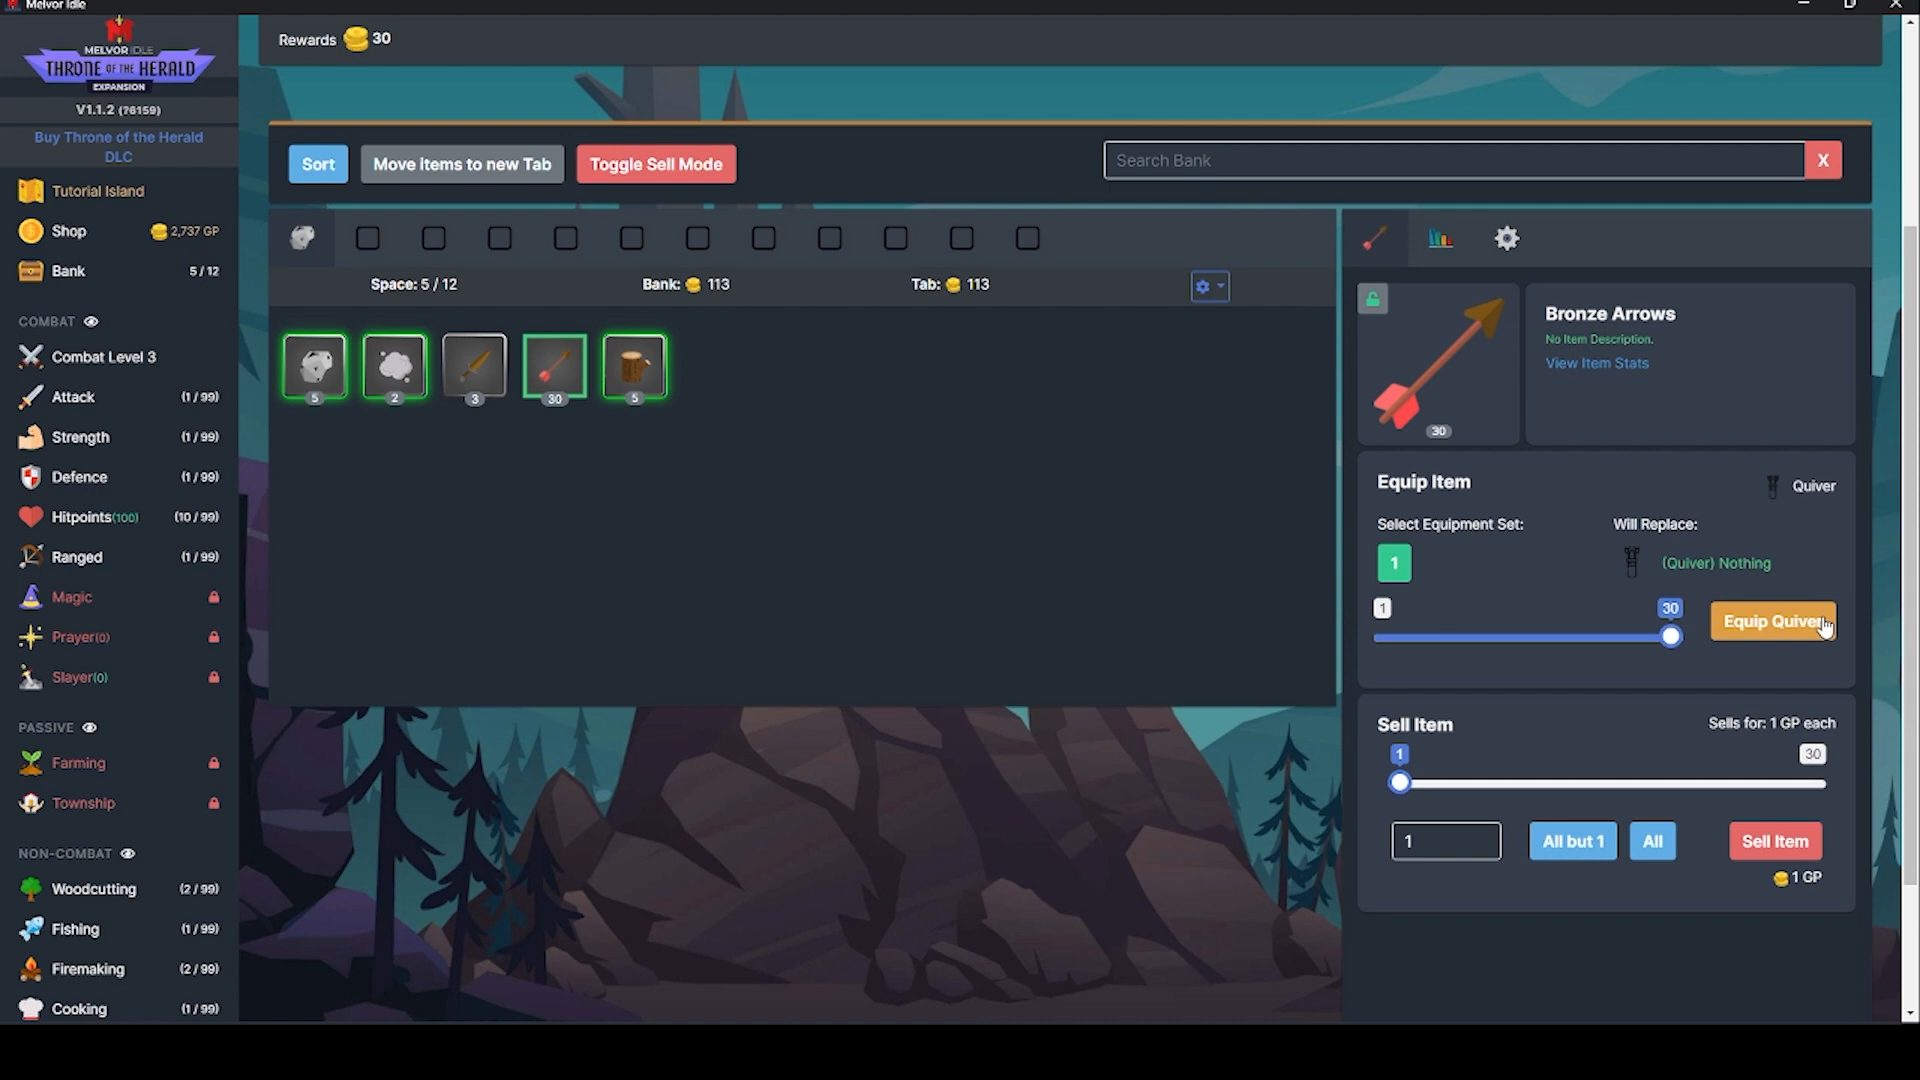 Melvor Idle
MELVOR IDLE
THRONE OF THE HERALD
EXPANSION
V1.1.2 (?6159)
Buy Throne of the Herald
DLC
Tutorial Island
Shop 2,737 GP
Bank 5 / 12
COMBAT
Combat Level 3
Attack (1 / 99)
Strength (1 / 99)
Defence (1 / 99)
Hitpoints(100) (10 / 99)
Ranged (1 / 99)
Magic
Prayer(0)
Slayer(0)
PASSIVE
Farming
Township
NON-COMBAT
Woodcutting (2 / 99)
Fishing (1 / 99)
Firemaking (2 / 99)
Cooking (1 / 99)
Rewards 30
Sort Move items to new Tab Toggle Sell Mode
Search Bank X
Space: 5 / 12 Bank: 113 Tab: 113
5 2 3 30 5
Bronze Arrows
No Item Description.
View Item Stats
30
Equip Item Quiver
Select Equipment Set: Will Replace:
1 (Quiver) Nothing
1 30 Equip Quiver
Sell Item Sells for: 1 GP each
1 30
1 All but 1 All Sell Item
1 GP